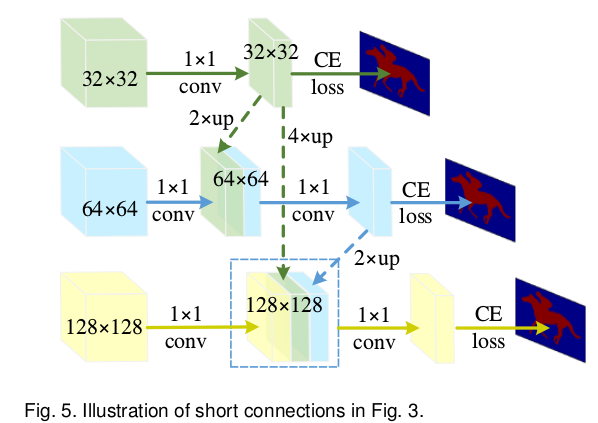 32×32
1×1
conv
32×32
CE
loss
2×up
4×up
64×64
1×1
conv
64×64
1×1
conv
CE
loss
2×up
128×128
1×1
conv
128×128
1×1
conv
CE
loss
Fig. 5. Illustration of short connections in Fig. 3.